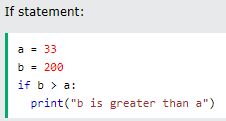 If statement:
a = 33
b = 200
if b > a:
  print("b is greater than a")